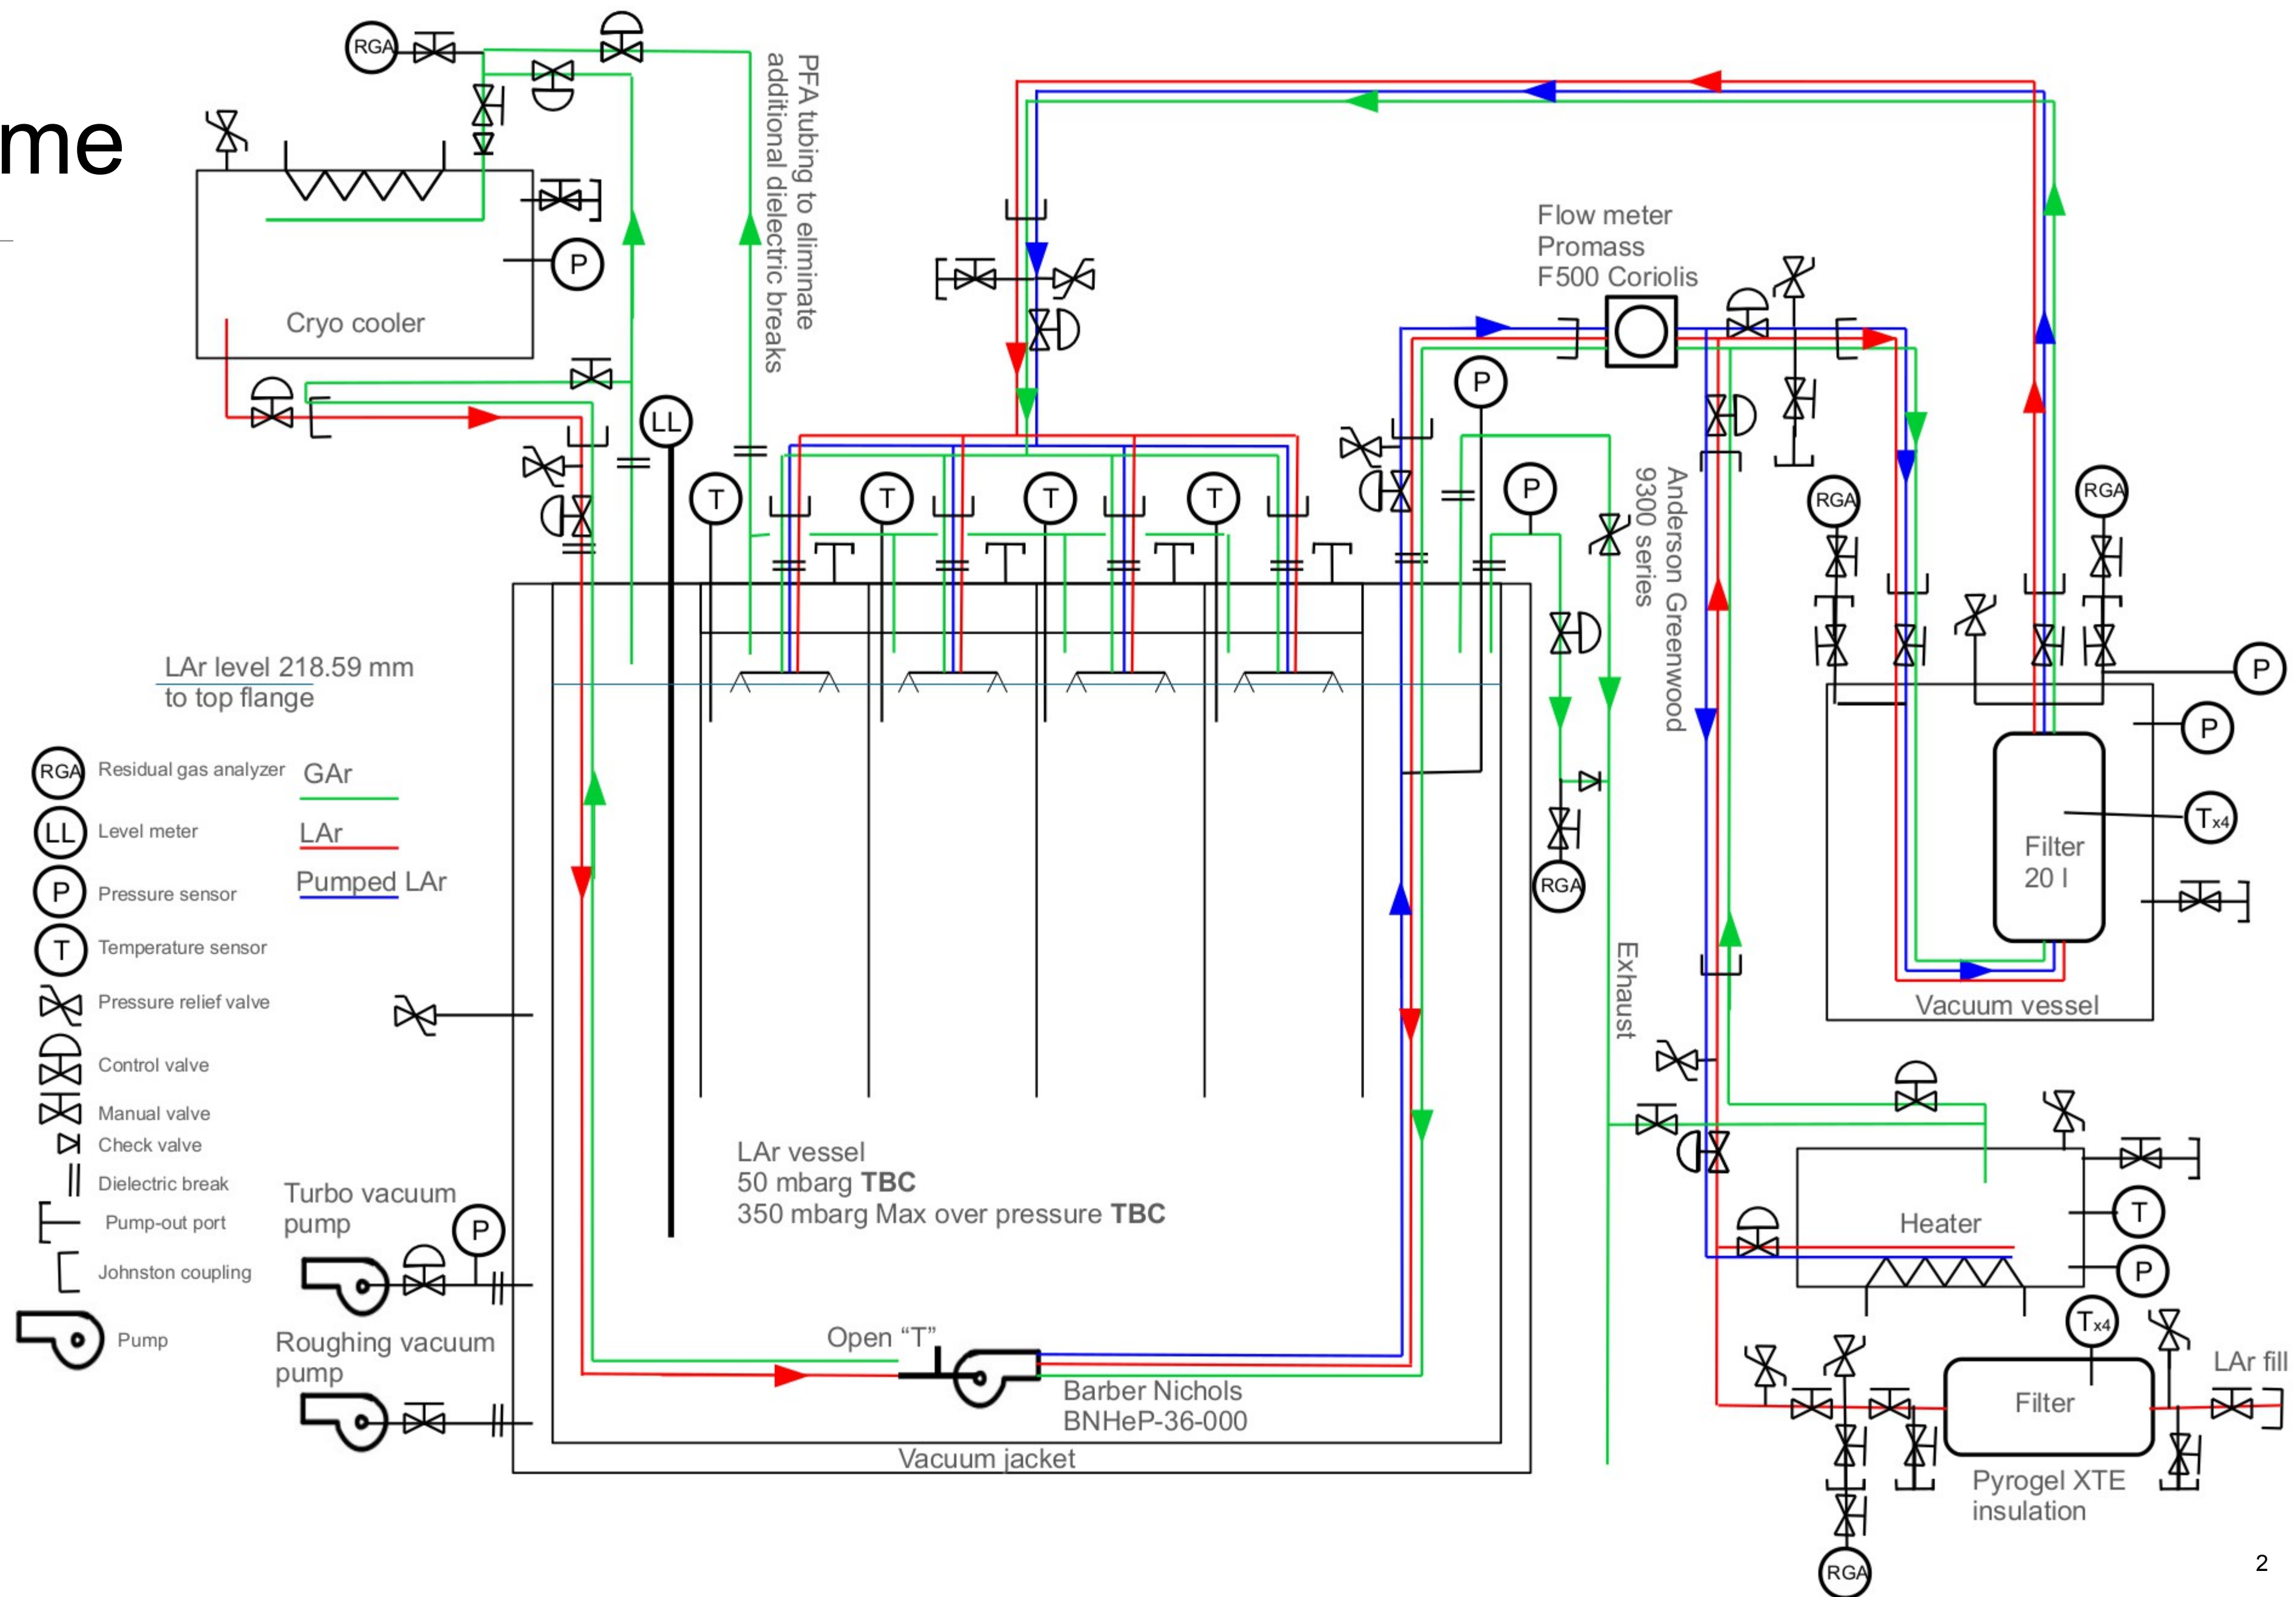 me
RGA
PFA tubing to eliminate
additional dielectric breaks
P
Cryo cooler
LL
T
T
T
T
Flow meter
Promass
F500 Coriolis
P
P
Anderson Greenwood
9300 series
RGA
RGA
P
P
Tx4
Filter
20 l
Vacuum vessel
RGA
Exhaust
LAr level 218.59 mm
to top flange
RGA Residual gas analyzer
LL Level meter
P Pressure sensor
T Temperature sensor
Pressure relief valve
Control valve
Manual valve
Check valve
Dielectric break
Pump-out port
Johnston coupling
Pump
GAr
LAr
Pumped LAr
Turbo vacuum
pump
P
Roughing vacuum
pump
LAr vessel
50 mbarg TBC
350 mbarg Max over pressure TBC
Open “T”
Barber Nichols
BNHeP-36-000
Vacuum jacket
Heater
T
P
Tx4
LAr fill
Filter
Pyrogel XTE
insulation
RGA
2